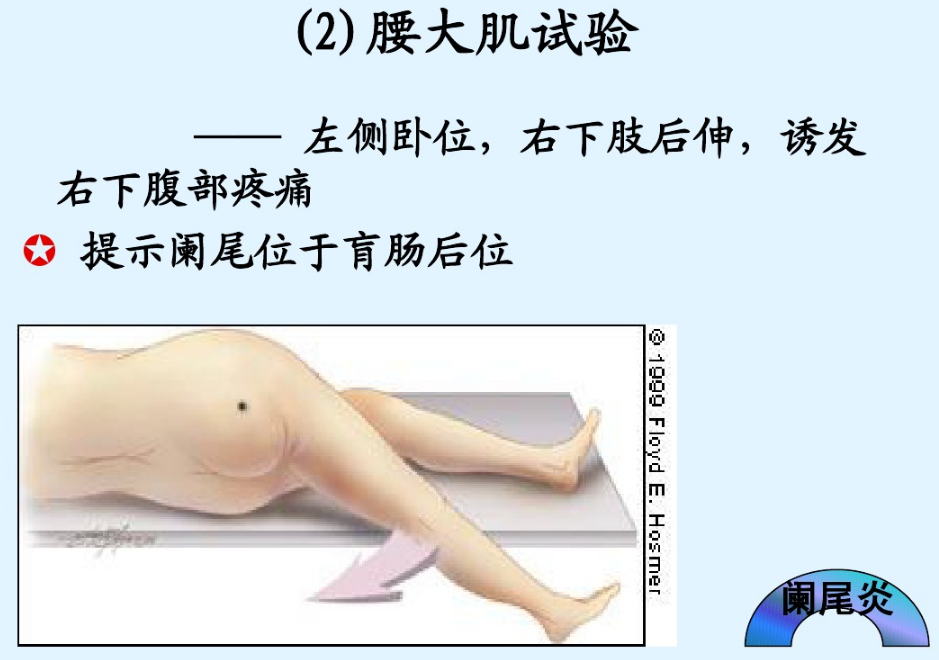 (2)腰大肌试验
—— 左侧卧位，右下肢后伸，诱发
右下腹部疼痛
提示阑尾位于肓肠后位
© 1999 Floyd E. Hosmer
阑尾炎